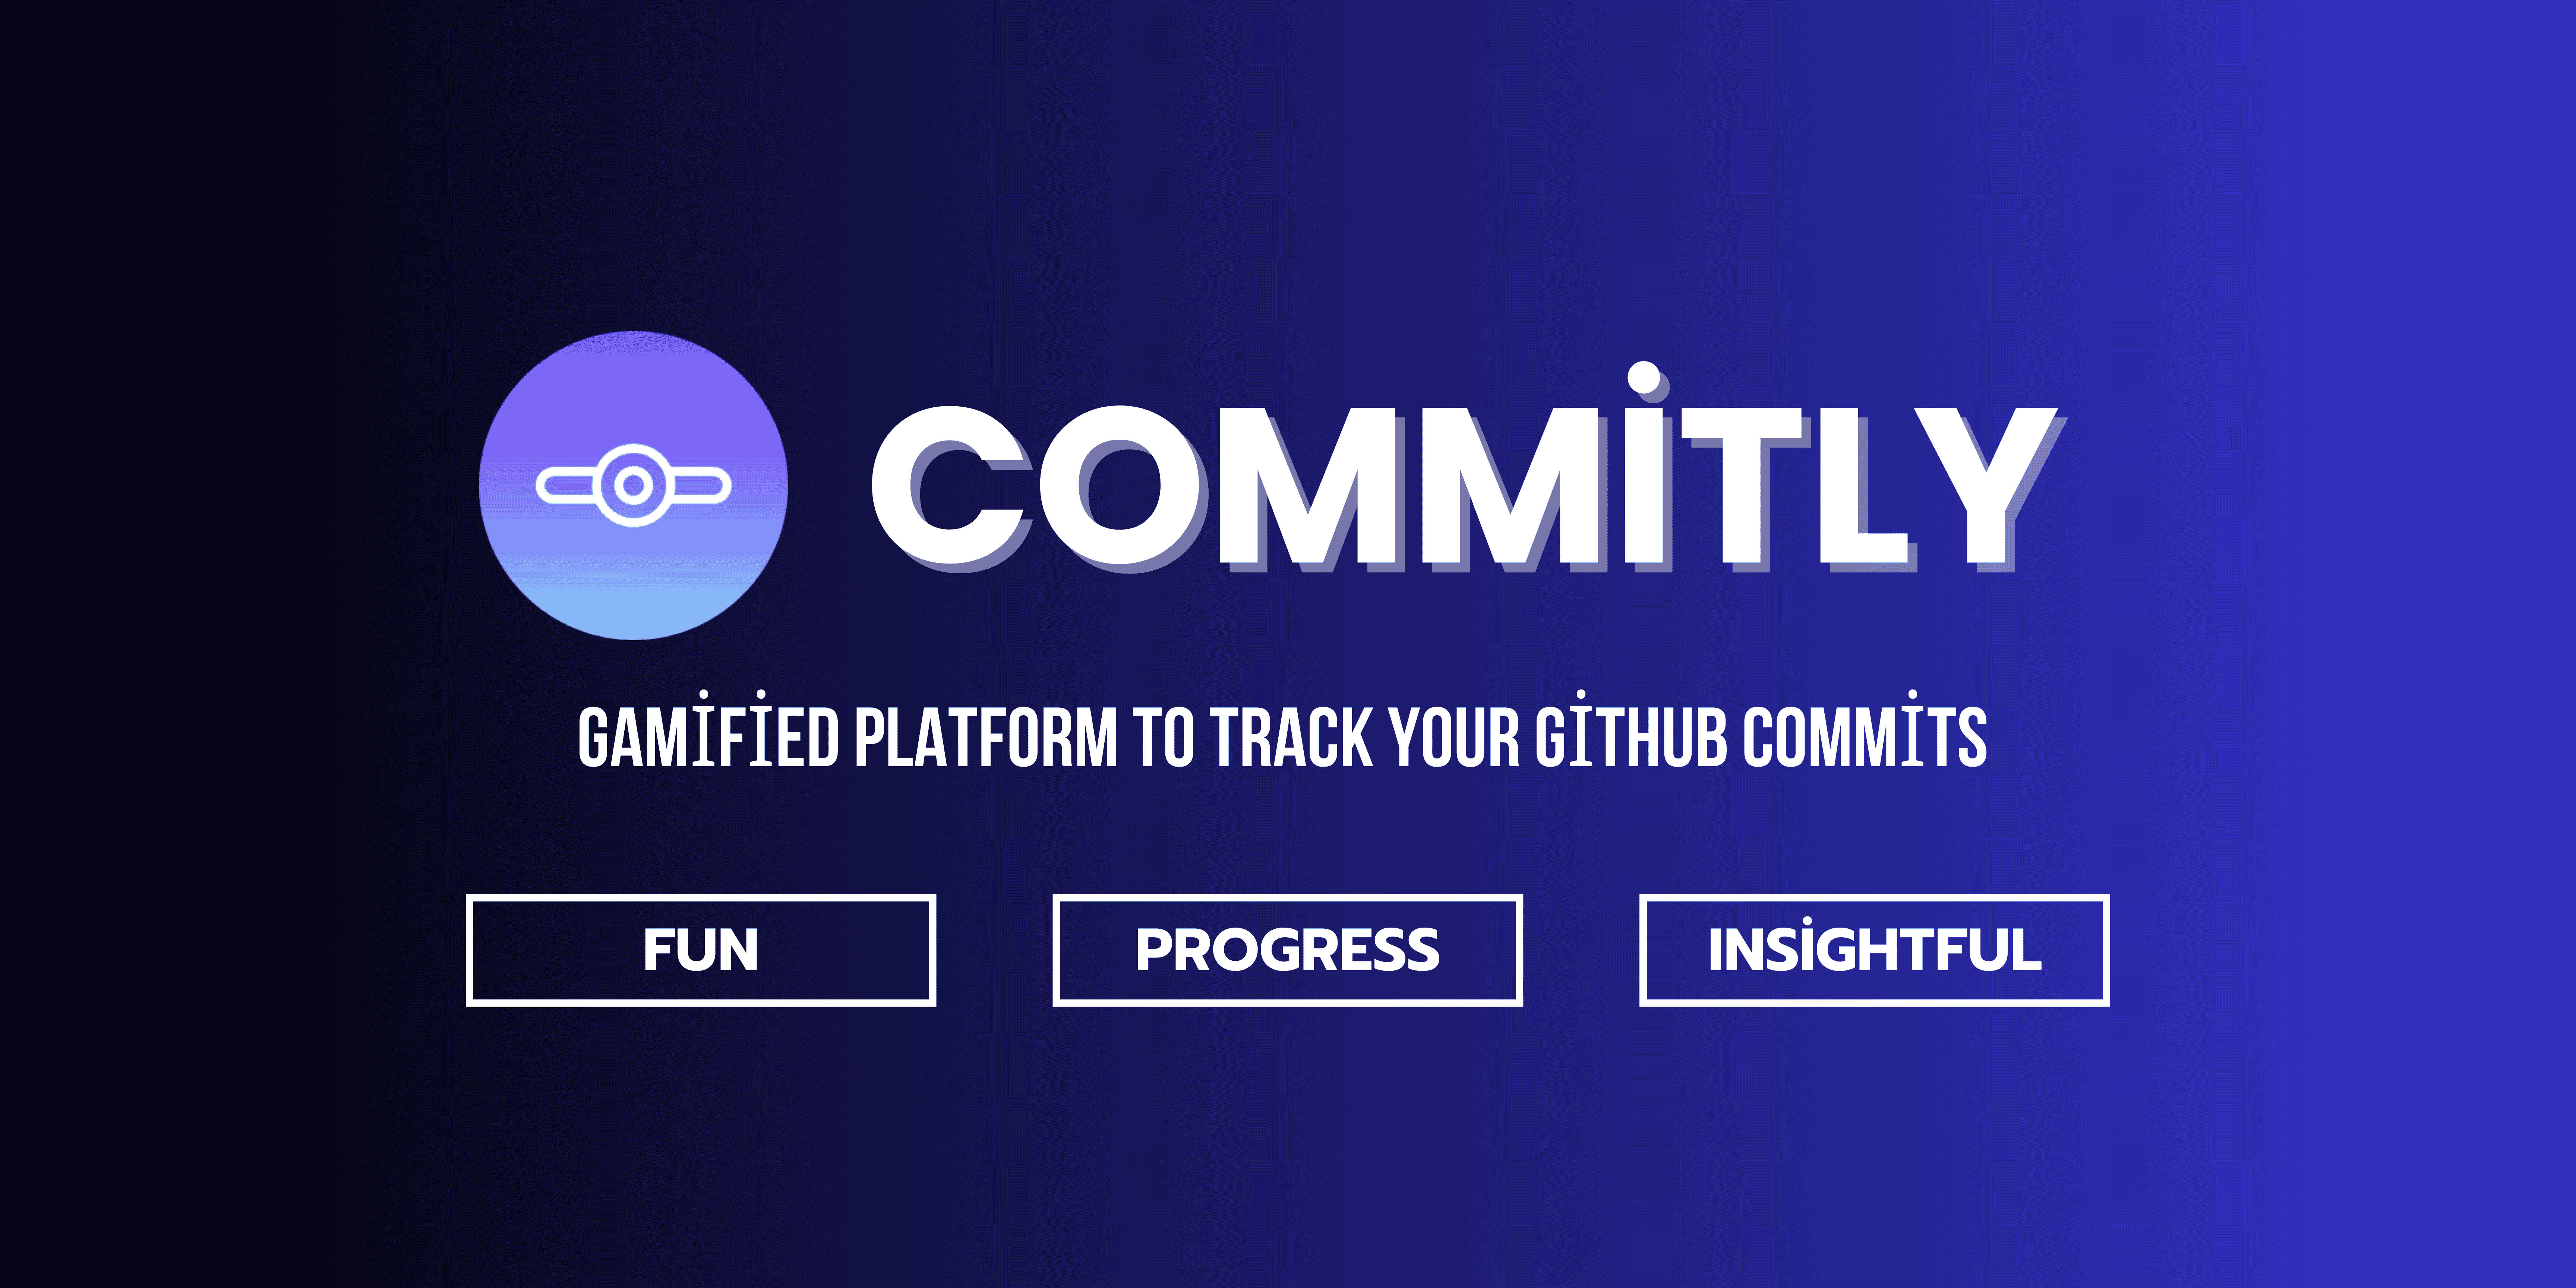 COMMİTLY
GAMİFİED PLATFORM TO TRACK YOUR GİTHUB COMMİTS
FUN
PROGRESS
INSİGHTFUL